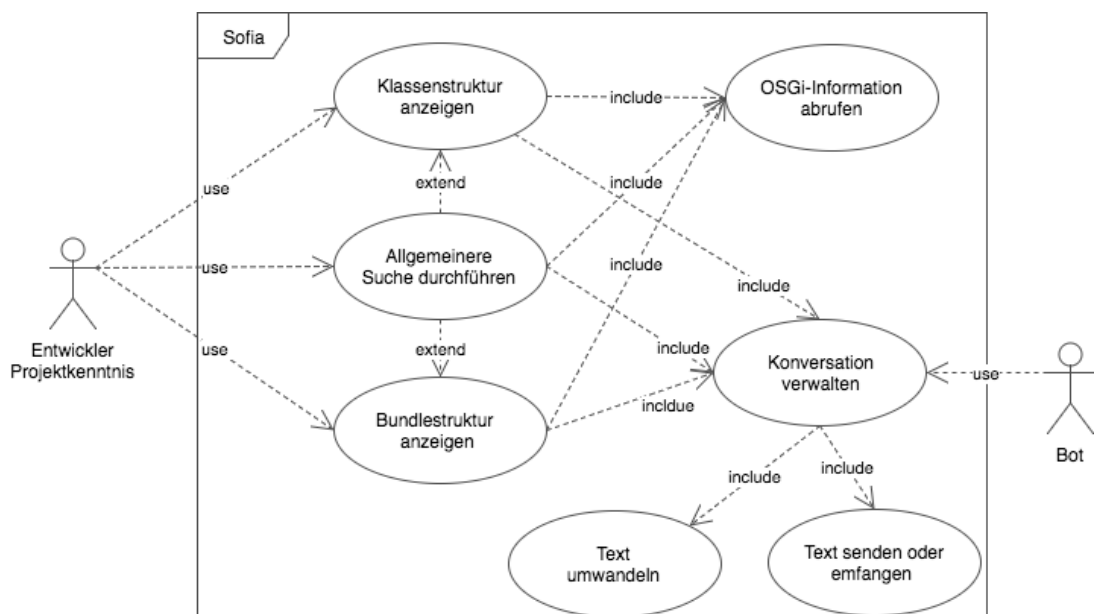 Sofia
Klassenstruktur
anzeigen
include
OSGi-Information
abrufen
use
extend
include
Allgemeinere
Suche durchführen
use
include
include
Entwickler
Projektkenntnis
use
extend
include
Konversation
verwalten
use
Bundlestruktur
anzeigen
incldue
Bot
include
include
Text
umwandeln
Text senden oder
emfangen